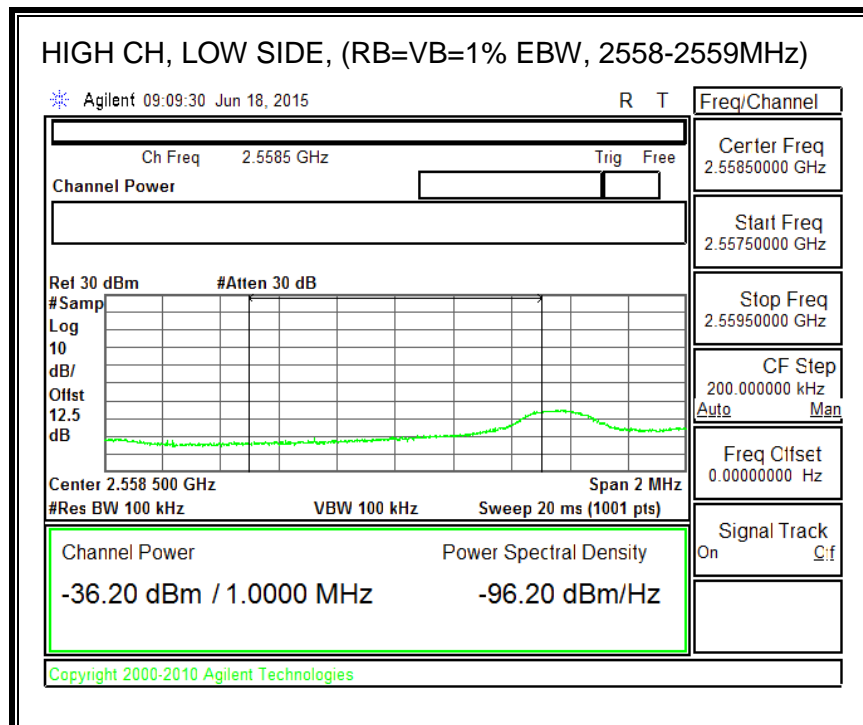 HIGH CH, LOW SIDE, (RB=VB=1% EBW, 2558-2559MHz)
Agilent 09:09:30 Jun 18, 2015 R T
Ch Freq 2.5585 GHz Trig Free
Channel Power
Ref 30 dBm #Atten 30 dB
#Samp
Log
10
dB/
Offst
12.5
dB
Center 2.558 500 GHz Span 2 MHz
#Res BW 100 kHz VBW 100 kHz Sweep 20 ms (1001 pts)
Channel Power Power Spectral Density
-36.20 dBm / 1.0000 MHz -96.20 dBm/Hz
Copyright 2000-2010 Agilent Technologies
Freq/Channel
Center Freq
2.55850000 GHz
Start Freq
2.55750000 GHz
Stop Freq
2.55950000 GHz
CF Step
200.000000 kHz
Auto Man
Freq Offset
0.00000000 Hz
Signal Track
On Off